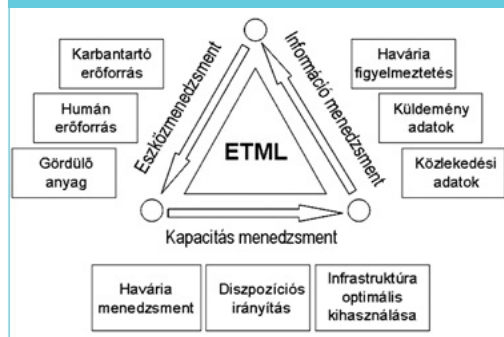 Karbantartó
erőforrás
Humán
erőforrás
Gördülő
anyag
Eszközmenedzsment
ETML
Információ menedzsment
Havária
figyelmeztetés
Küldemény
adatok
Közlekedési
adatok
Kapacitás menedzsment
Havária
menedzsment
Diszpozíciós
irányítás
Infrastruktúra
optimális
kihasználása